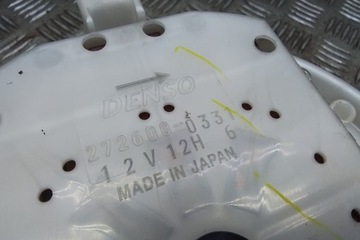 DENSO
272600-0331
12V 12H 6
MADE IN JAPAN